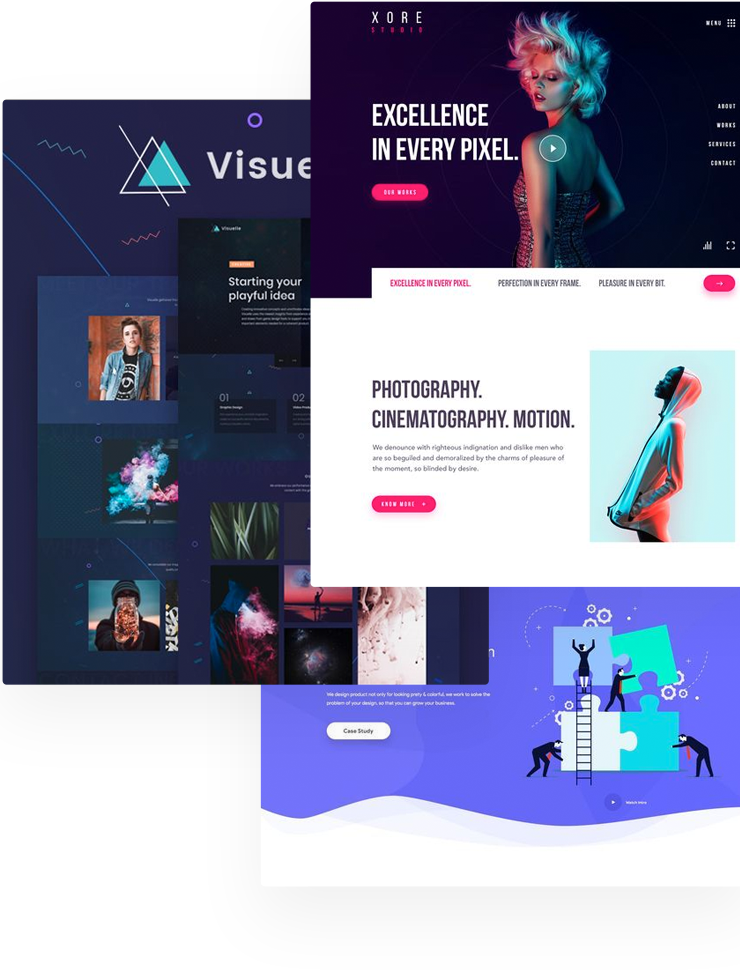 XORE
STUDIO
MENU
EXCELLENCE
IN EVERY PIXEL.
OUR WORKS
ABOUT
WORKS
SERVICES
CONTACT
EXCELLENCE IN EVERY PIXEL.
PERFECTION IN EVERY FRAME.
PLEASURE IN EVERY BIT.
PHOTOGRAPHY.
CINEMATOGRAPHY. MOTION.
We denounce with righteous indignation and dislike men who
are so beguiled and demoralized by the charms of pleasure of
the moment, so blinded by desire.
KNOW MORE
Visue
Visuelle
Starting your
playful idea
01
Graphic Design
02
We design product not only for looking prety & colorful, we work to solve the
problem of your design, so that you can grow your business.
Case Study
Watch Intro